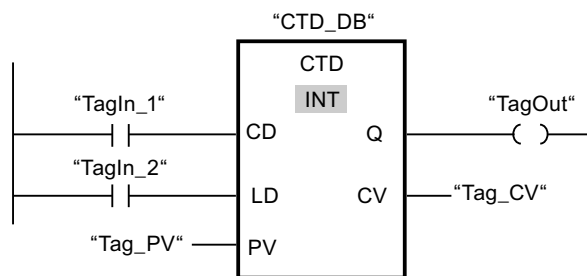 “CTD_DB“
CTD
INT
“TagIn_1“
“TagOut“
CD
Q
“TagIn_2“
LD
CV
“Tag_CV“
“Tag_PV“
PV